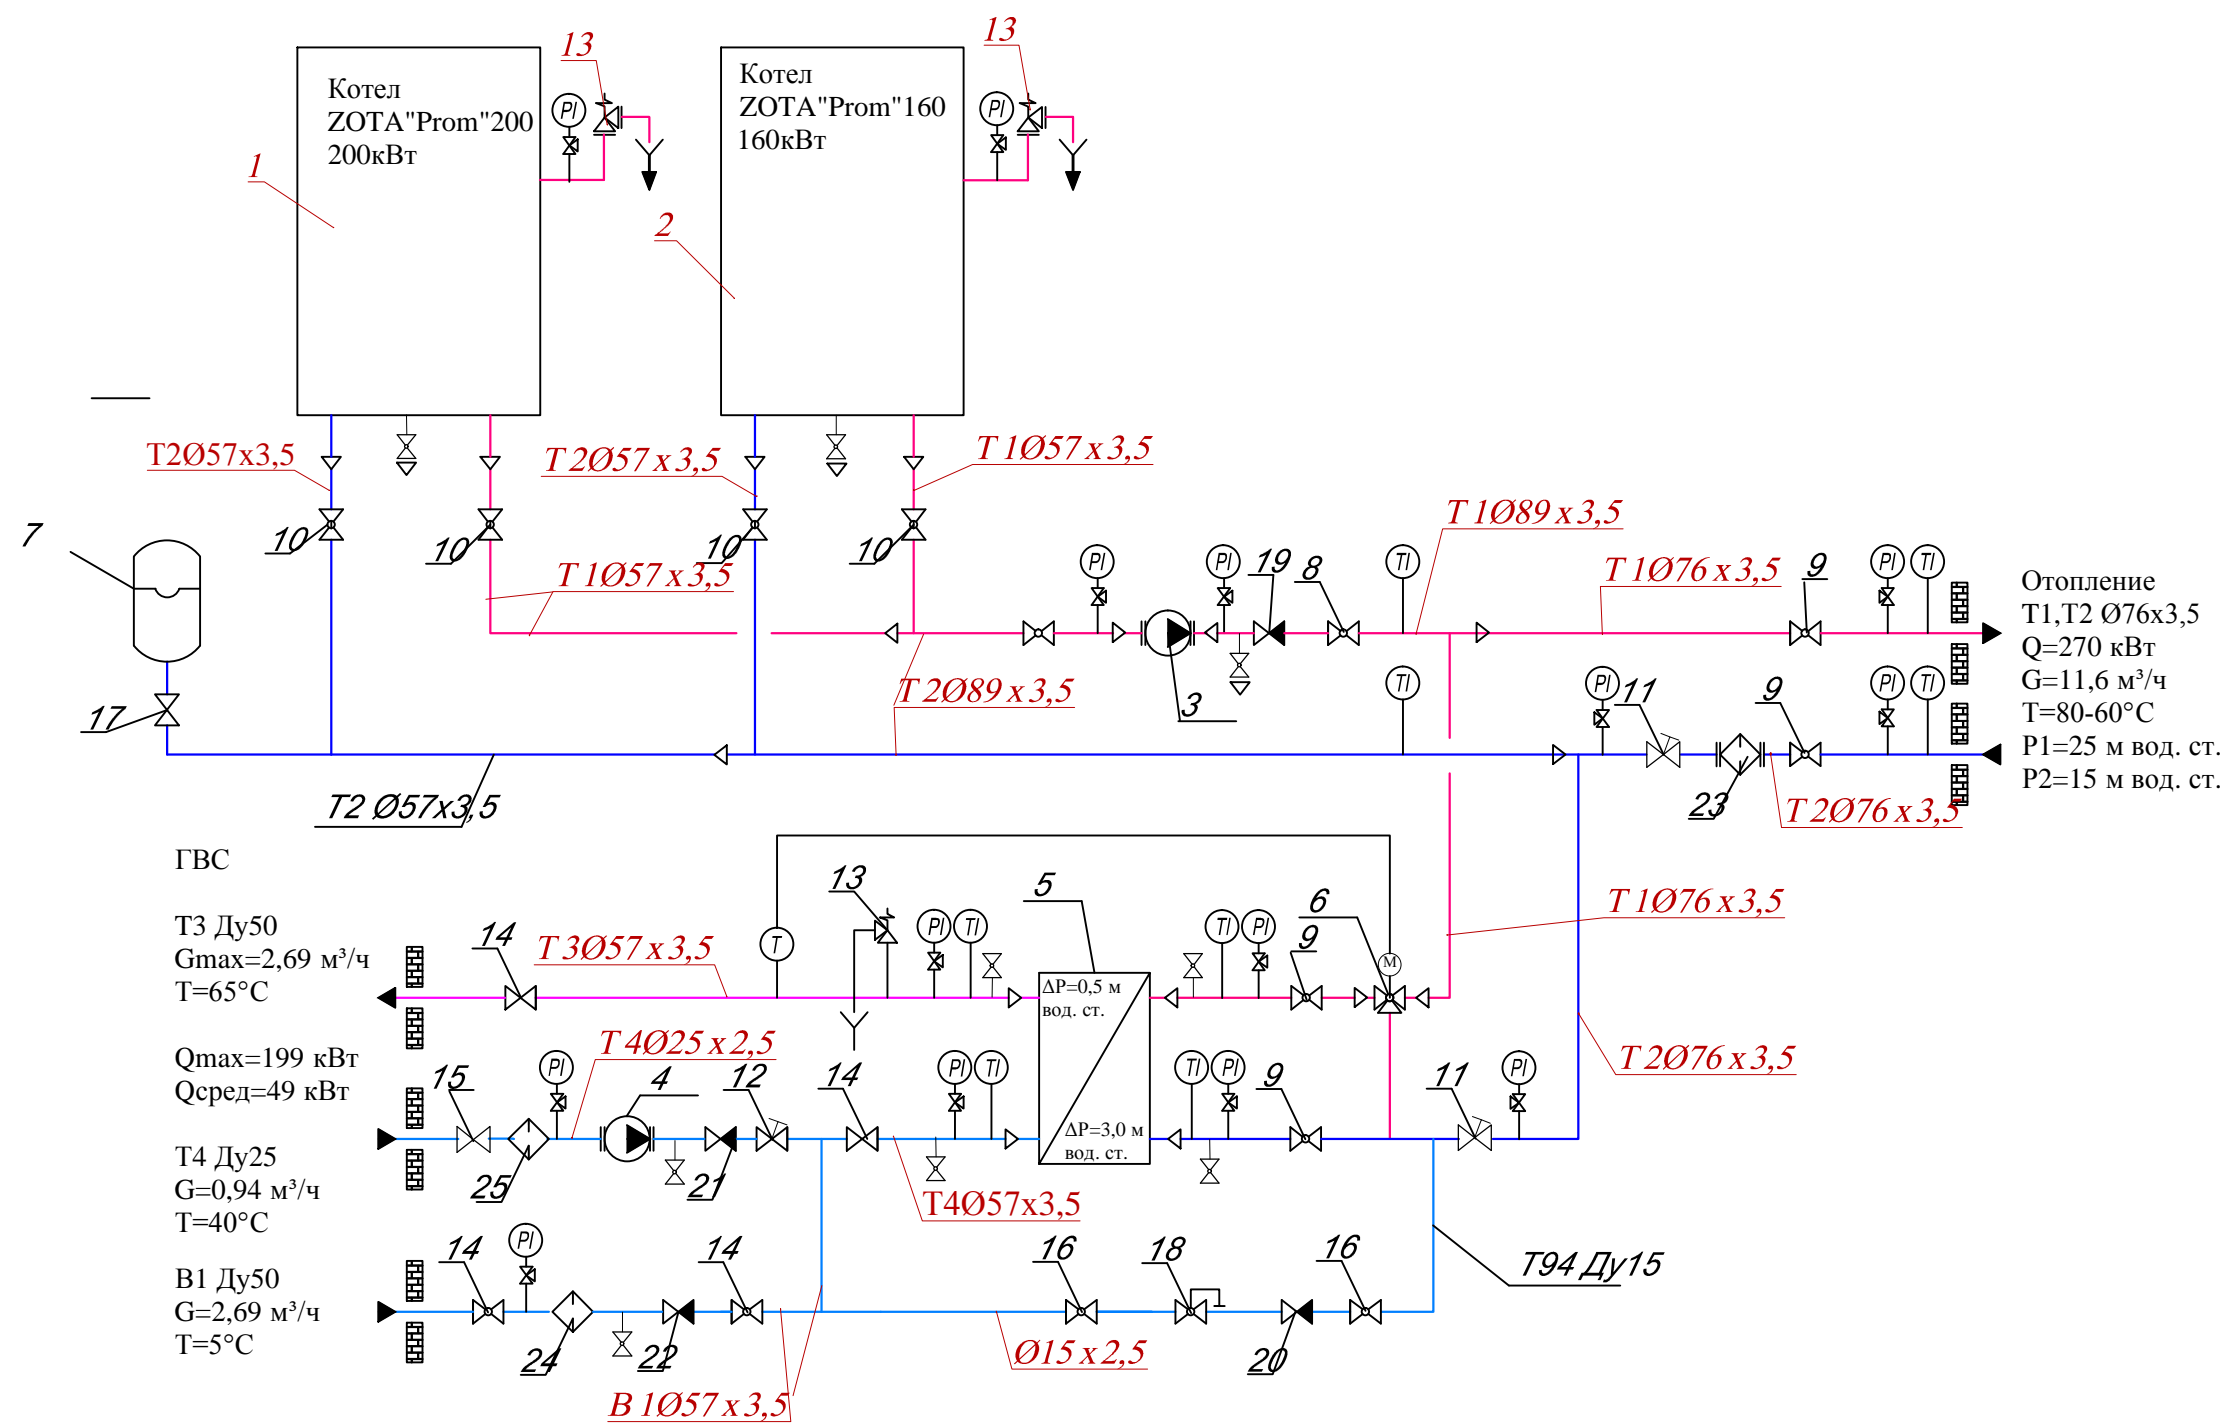 13
13
Котел
ZOTA"Prom"200
200кВт
PI
Котел
ZOTA"Prom"160
160кВт
PI
1
2
T2Ø57x3,5
T 2Ø57 x 3,5
T 1Ø57 x 3,5
7
10
10
10
10
T 1Ø57 x 3,5
T 1Ø89 x 3,5
PI
PI
19
8
TI
T 1Ø76 x 3,5
9
PI
TI
Отопление
T1,T2 Ø76x3,5
Q=270 кВт
G=11,6 м³/ч
T=80-60°C
P1=25 м вод. ст.
P2=15 м вод. ст.
17
T 2Ø89 x 3,5
3
TI
PI
11
9
PI
TI
T2 Ø57x3,5
23
T 2Ø76 x 3,5
ГВС
T3 Ду50
Gmax=2,69 м³/ч
T=65°C
14
T 3Ø57 x 3,5
T
13
PI
TI
5
ΔP=0,5 м
вод. ст.
TI
PI
9
6
M
T 1Ø76 x 3,5
Qmax=199 кВт
Qсред=49 кВт
15
PI
T 4Ø25 x 2,5
4
12
14
PI
TI
ΔP=3,0 м
вод. ст.
TI
PI
9
11
PI
T 2Ø76 x 3,5
T4 Ду25
G=0,94 м³/ч
T=40°C
25
21
T4Ø57x3,5
B1 Ду50
G=2,69 м³/ч
T=5°C
14
PI
14
16
18
16
T94 Ду15
24
22
Ø15 x 2,5
20
B 1Ø57 x 3,5